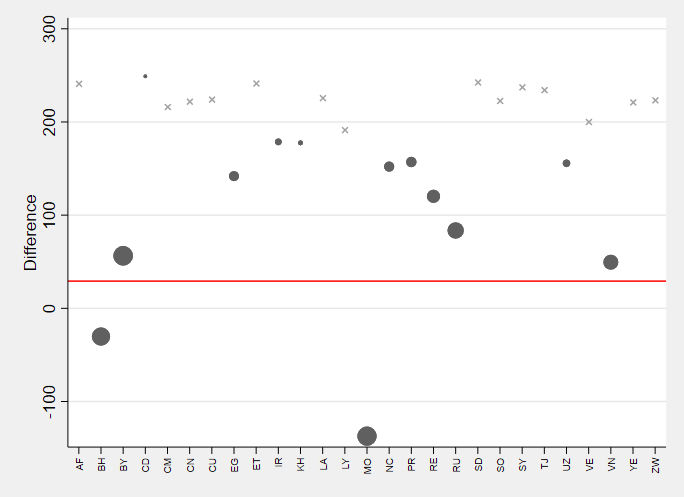 300
200
100
0
-100
Difference
AF BH BY CD CM CN CU EG ET IR KH LA LY MO NC PR RE RU SD SO SY TJ UZ VE VN YE ZW